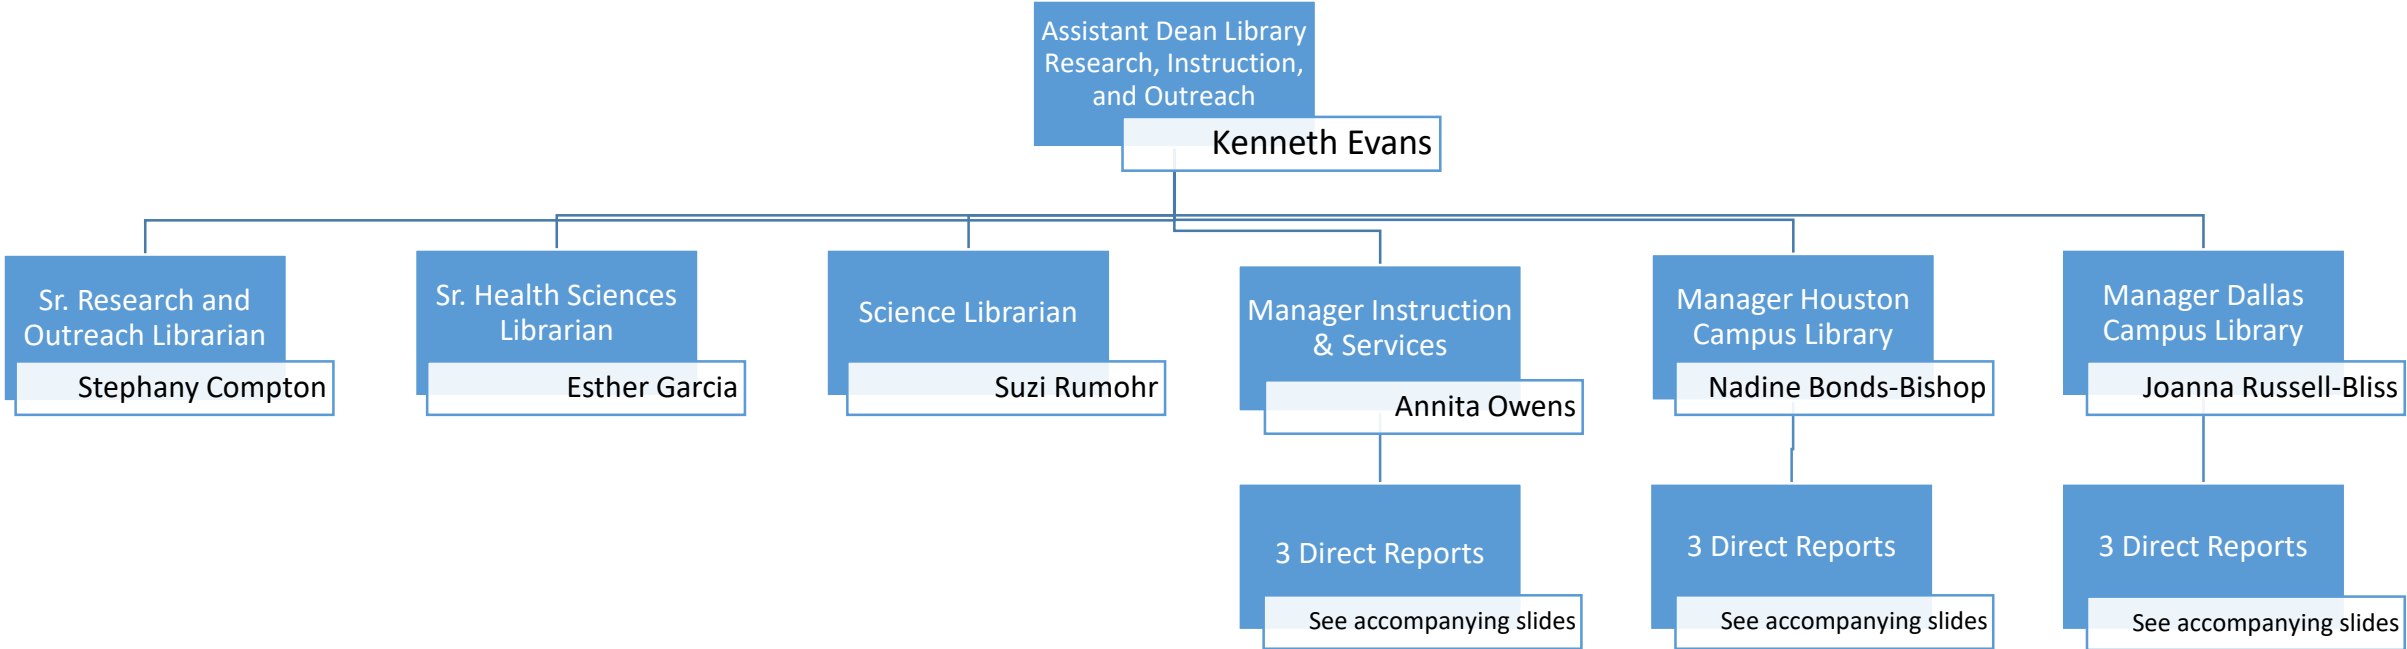 Assistant Dean Library
Research, Instruction,
and Outreach
Kenneth Evans
Sr. Research and
Outreach Librarian
Stephany Compton
Sr. Health Sciences
Librarian
Esther Garcia
Science Librarian
Suzi Rumohr
Manager Instruction
& Services
Annita Owens
Manager Houston
Campus Library
Nadine Bonds-Bishop
Manager Dallas
Campus Library
Joanna Russell-Bliss
3 Direct Reports
See accompanying slides
3 Direct Reports
See accompanying slides
3 Direct Reports
See accompanying slides